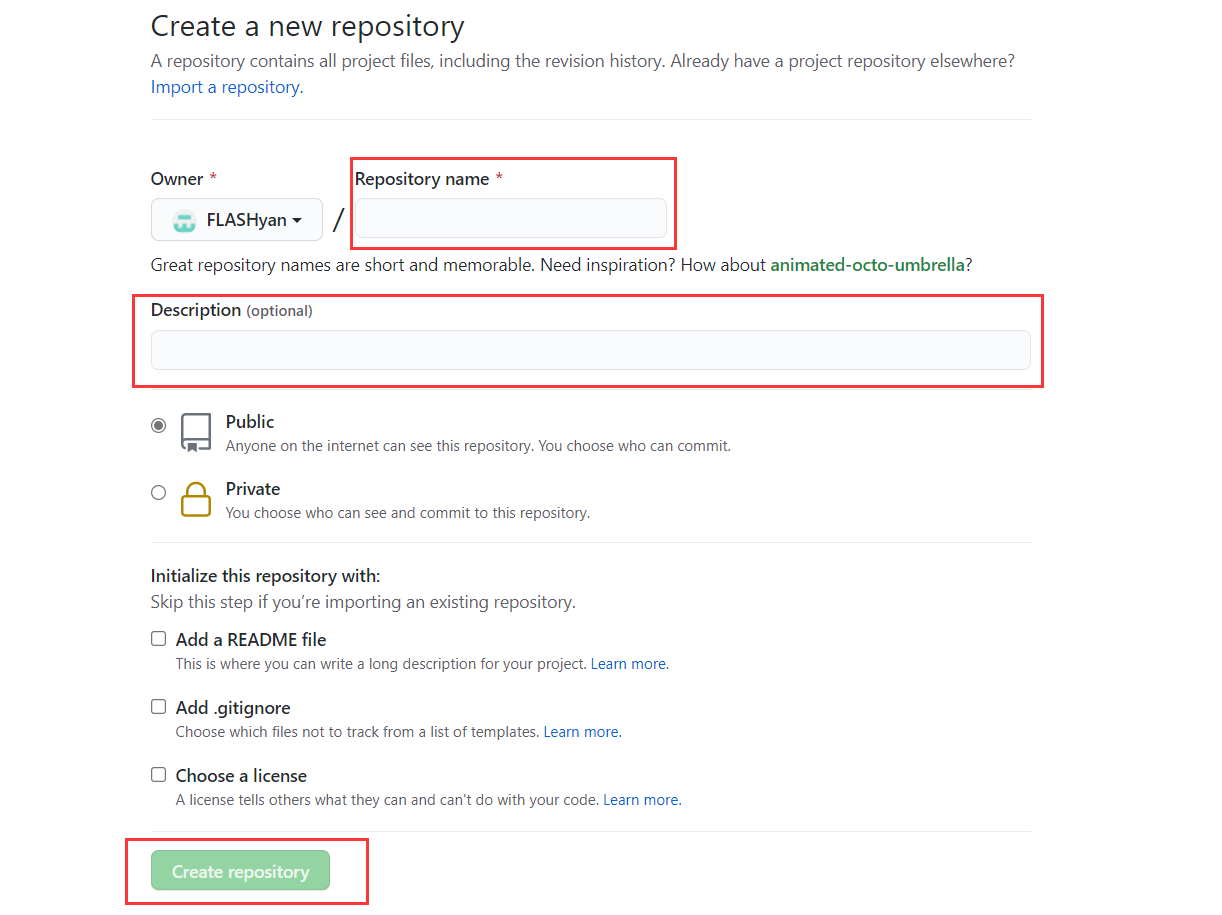 Create a new repository
A repository contains all project files, including the revision history. Already have a project repository elsewhere?
Import a repository.
Owner * Repository name *
FLASHyan /
Great repository names are short and memorable. Need inspiration? How about animated-octo-umbrella?
Description (optional)
Public
Anyone on the internet can see this repository. You choose who can commit.
Private
You choose who can see and commit to this repository.
Initialize this repository with:
Skip this step if you’re importing an existing repository.
Add a README file
This is where you can write a long description for your project. Learn more.
Add .gitignore
Choose which files not to track from a list of templates. Learn more.
Choose a license
A license tells others what they can and can't do with your code. Learn more.
Create repository